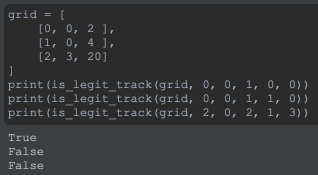 grid = [
    [0, 0, 2 ],
    [1, 0, 4 ],
    [2, 3, 20]
]
print(is_legit_track(grid, 0, 0, 1, 0, 0))
print(is_legit_track(grid, 0, 0, 1, 1, 0))
print(is_legit_track(grid, 2, 0, 2, 1, 3))
True
False
False